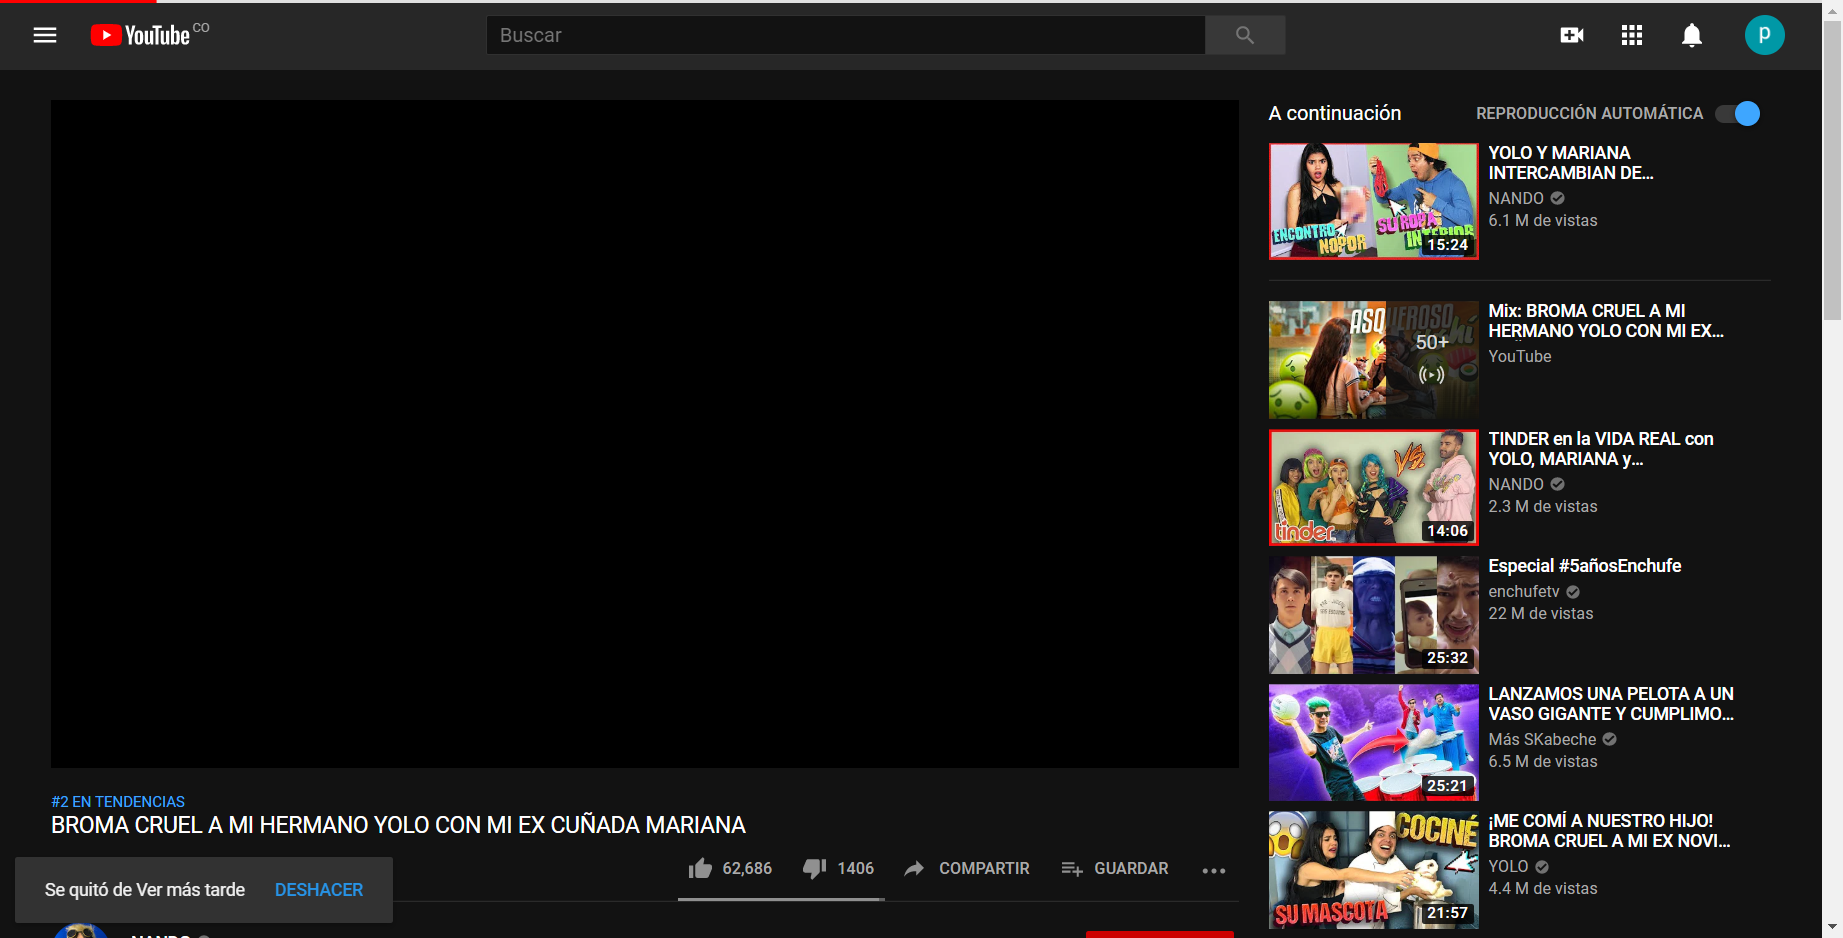 YouTube CO
Buscar
P
A continuación
REPRODUCCIÓN AUTOMÁTICA
ENCONTRO
NOPOR
SU ROPA
INTERIOR
15:24
YOLO Y MARIANA
INTERCAMBIAN DE...
NANDO
6.1 M de vistas
ASQUEROSO
50+
Mix: BROMA CRUEL A MI
HERMANO YOLO CON MI EX...
YouTube
VS.
tinder
14:06
TINDER en la VIDA REAL con
YOLO, MARIANA y...
NANDO
2.3 M de vistas
25:32
Especial #5añosEnchufe
enchufetv
22 M de vistas
25:21
LANZAMOS UNA PELOTA A UN
VASO GIGANTE Y CUMPLIMO...
Más SKabeche
6.5 M de vistas
COCINÉ
SU MASCOTA
21:57
¡ME COMÍ A NUESTRO HIJO!
BROMA CRUEL A MI EX NOVI...
YOLO
4.4 M de vistas
#2 EN TENDENCIAS
BROMA CRUEL A MI HERMANO YOLO CON MI EX CUÑADA MARIANA
62,686
1406
COMPARTIR
GUARDAR
Se quitó de Ver más tarde
DESHACER
NANDO